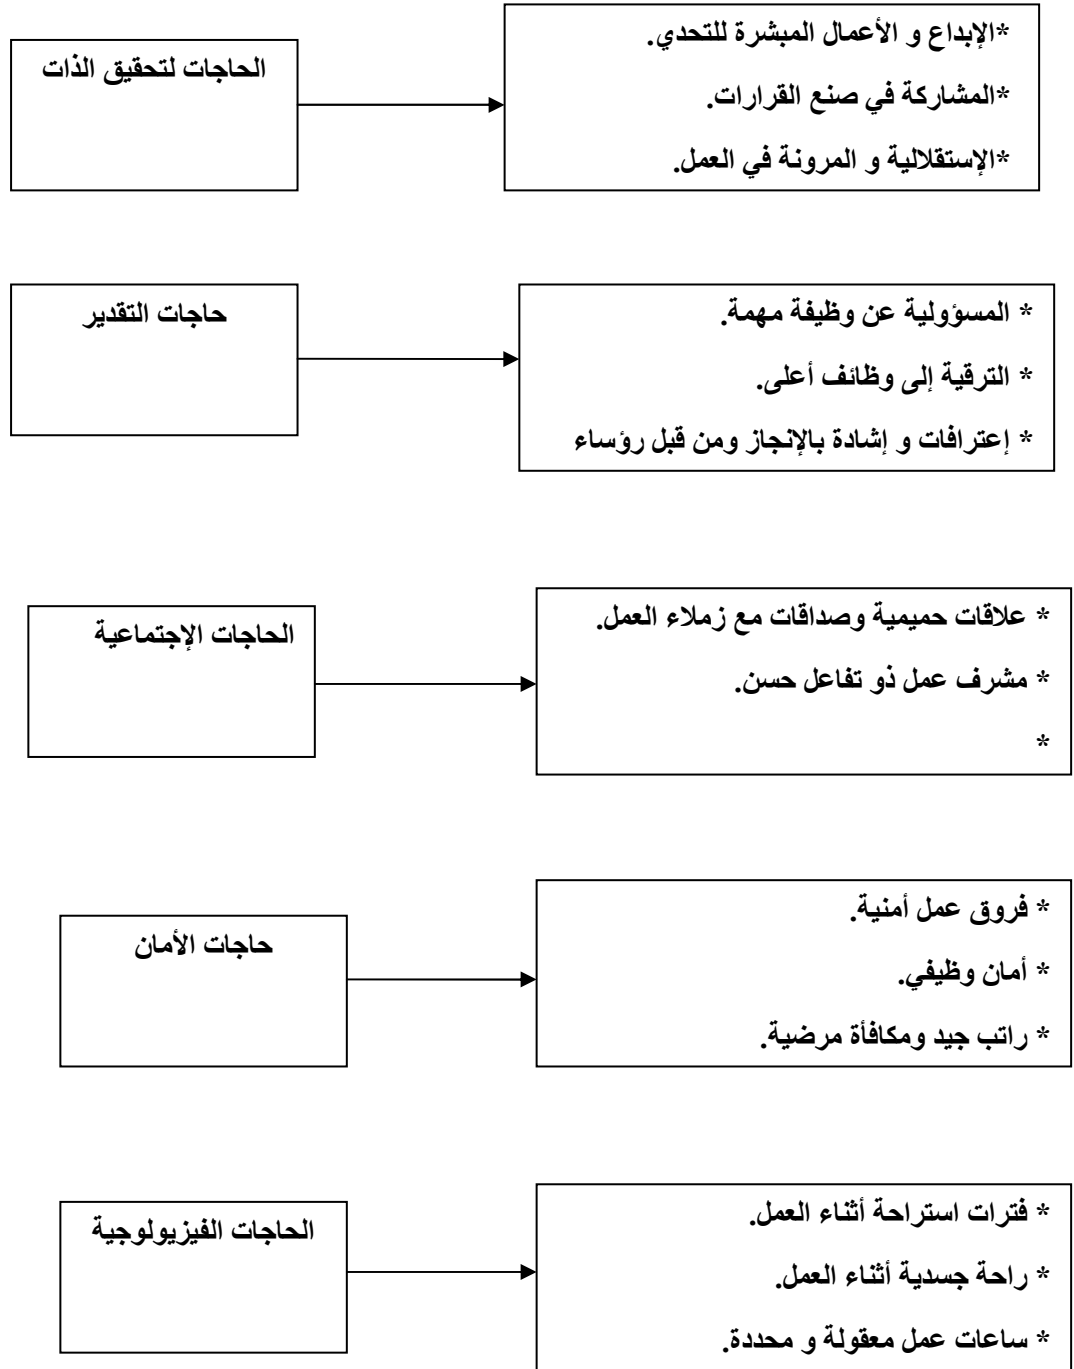 الحاجات لتحقيق الذات
*الإبداع و الأعمال المبشرة للتحدي.
*المشاركة في صنع القرارات.
*الإستقلالية و المرونة في العمل.
حاجات التقدير
* المسؤولية عن وظيفة مهمة.
* الترقية إلى وظائف أعلى.
* إعترافات و إشادة بالإنجاز ومن قبل رؤساء
الحاجات الإجتماعية
* علاقات حميمية وصداقات مع زملاء العمل.
* مشرف عمل ذو تفاعل حسن.
*
حاجات الأمان
* فروق عمل أمنية.
* أمان وظيفي.
* راتب جيد ومكافأة مرضية.
الحاجات الفيزيولوجية
* فترات استراحة أثناء العمل.
* راحة جسدية أثناء العمل.
* ساعات عمل معقولة و محددة.